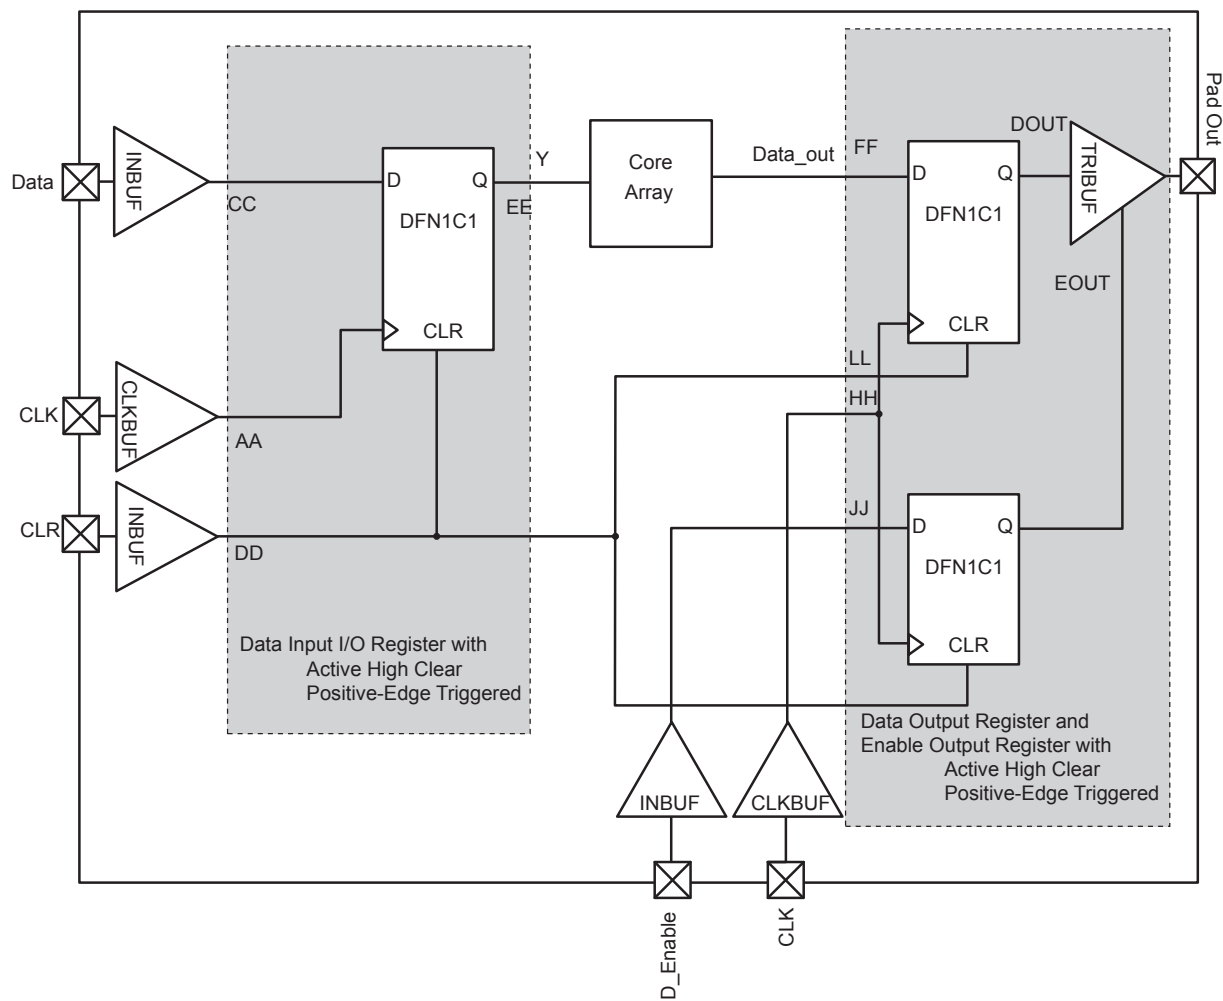 Pad Out
DOUT
INBUF
TRIBUF
Y
Core
Array
Data_out
FF
Data
D
Q
D
Q
CC
EE
DFN1C1
DFN1C1
EOUT
CLR
CLR
LL
HH
CLKBUF
CLK
AA
INBUF
CLR
DD
JJ
D
Q
DFN1C1
CLR
Data Input I/O Register with
Active High Clear
Positive-Edge Triggered
Data Output Register and
Enable Output Register with
Active High Clear
Positive-Edge Triggered
INBUF
CLKBUF
D_Enable
CLK